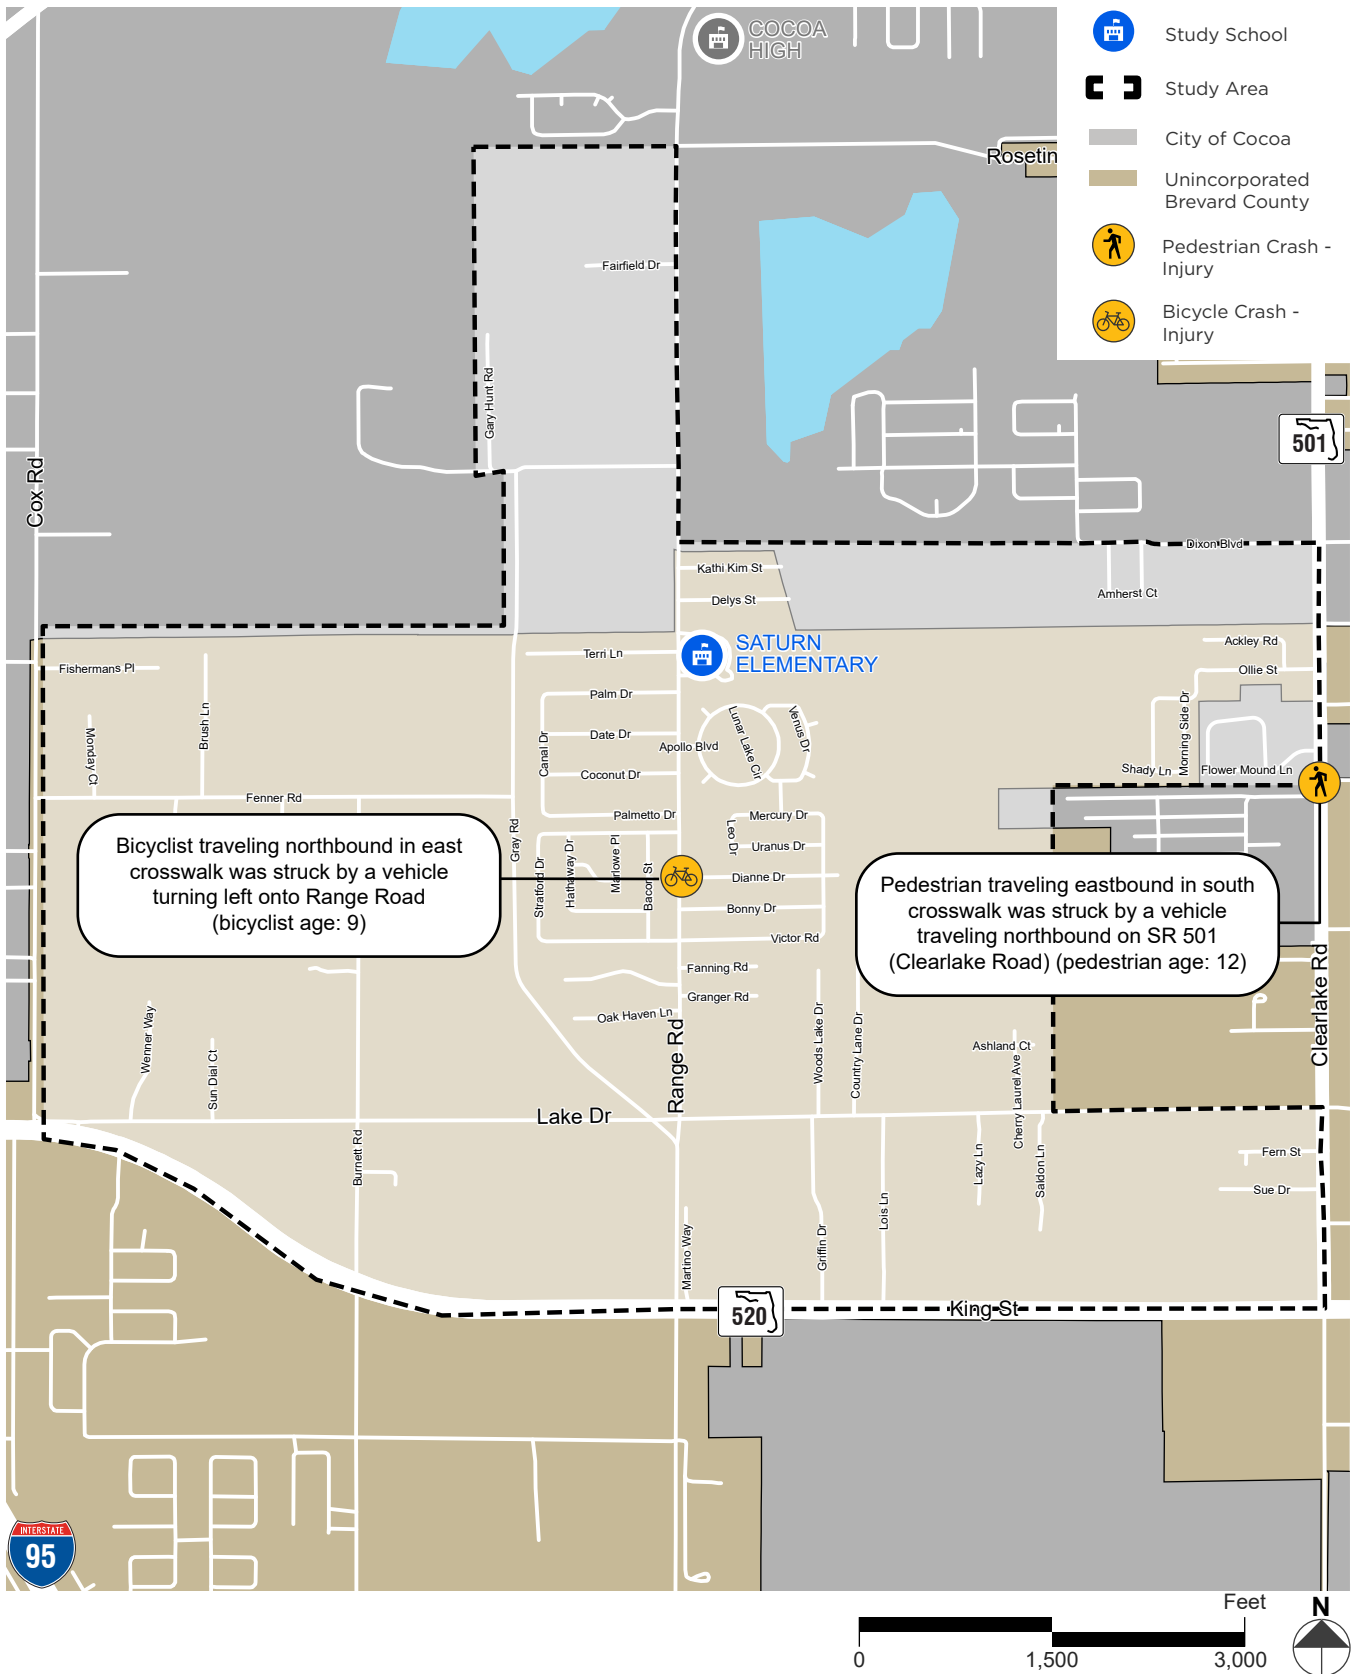 COCOA
HIGH
Study School
Study Area
City of Cocoa
Unincorporated
Brevard County
Pedestrian Crash -
Injury
Bicycle Crash -
Injury
Rosetin
Fairfield Dr
Gary Hunt Rd
501
Cox Rd
Dixon Blvd
Kathi Kim St
Amherst Ct
Delys St
SATURN
ELEMENTARY
Ackley Rd
Terri Ln
Fishermans Pl
Ollie St
Palm Dr
Monday Ct
Brush Ln
Canal Dr
Date Dr
Apollo Blvd
Lunar Lake Cir
Venus Dr
Morning Side Dr
Coconut Dr
Shady Ln
Flower Mound Ln
Fenner Rd
Palmetto Dr
Mercury Dr
Gray Rd
Leo Dr
Uranus Dr
Stratford Dr
Hathaway Dr
Marlowe Pl
Bacon St
Dianne Dr
Bonny Dr
Victor Rd
Bicyclist traveling northbound in east
crosswalk was struck by a vehicle
turning left onto Range Road
(bicyclist age: 9)
Pedestrian traveling eastbound in south
crosswalk was struck by a vehicle
traveling northbound on SR 501
(Clearlake Road) (pedestrian age: 12)
Fanning Rd
Granger Rd
Oak Haven Ln
Range Rd
Woods Lake Dr
Country Lane Dr
Ashland Ct
Cherry Laurel Ave
Clearlake Rd
Wenner Way
Sun Dial Ct
Lake Dr
Burnett Rd
Lazy Ln
Saldon Ln
Fern St
Sue Dr
Martino Way
Griffin Dr
Lois Ln
520
King St
INTERSTATE
95
Feet
N
0
1,500
3,000